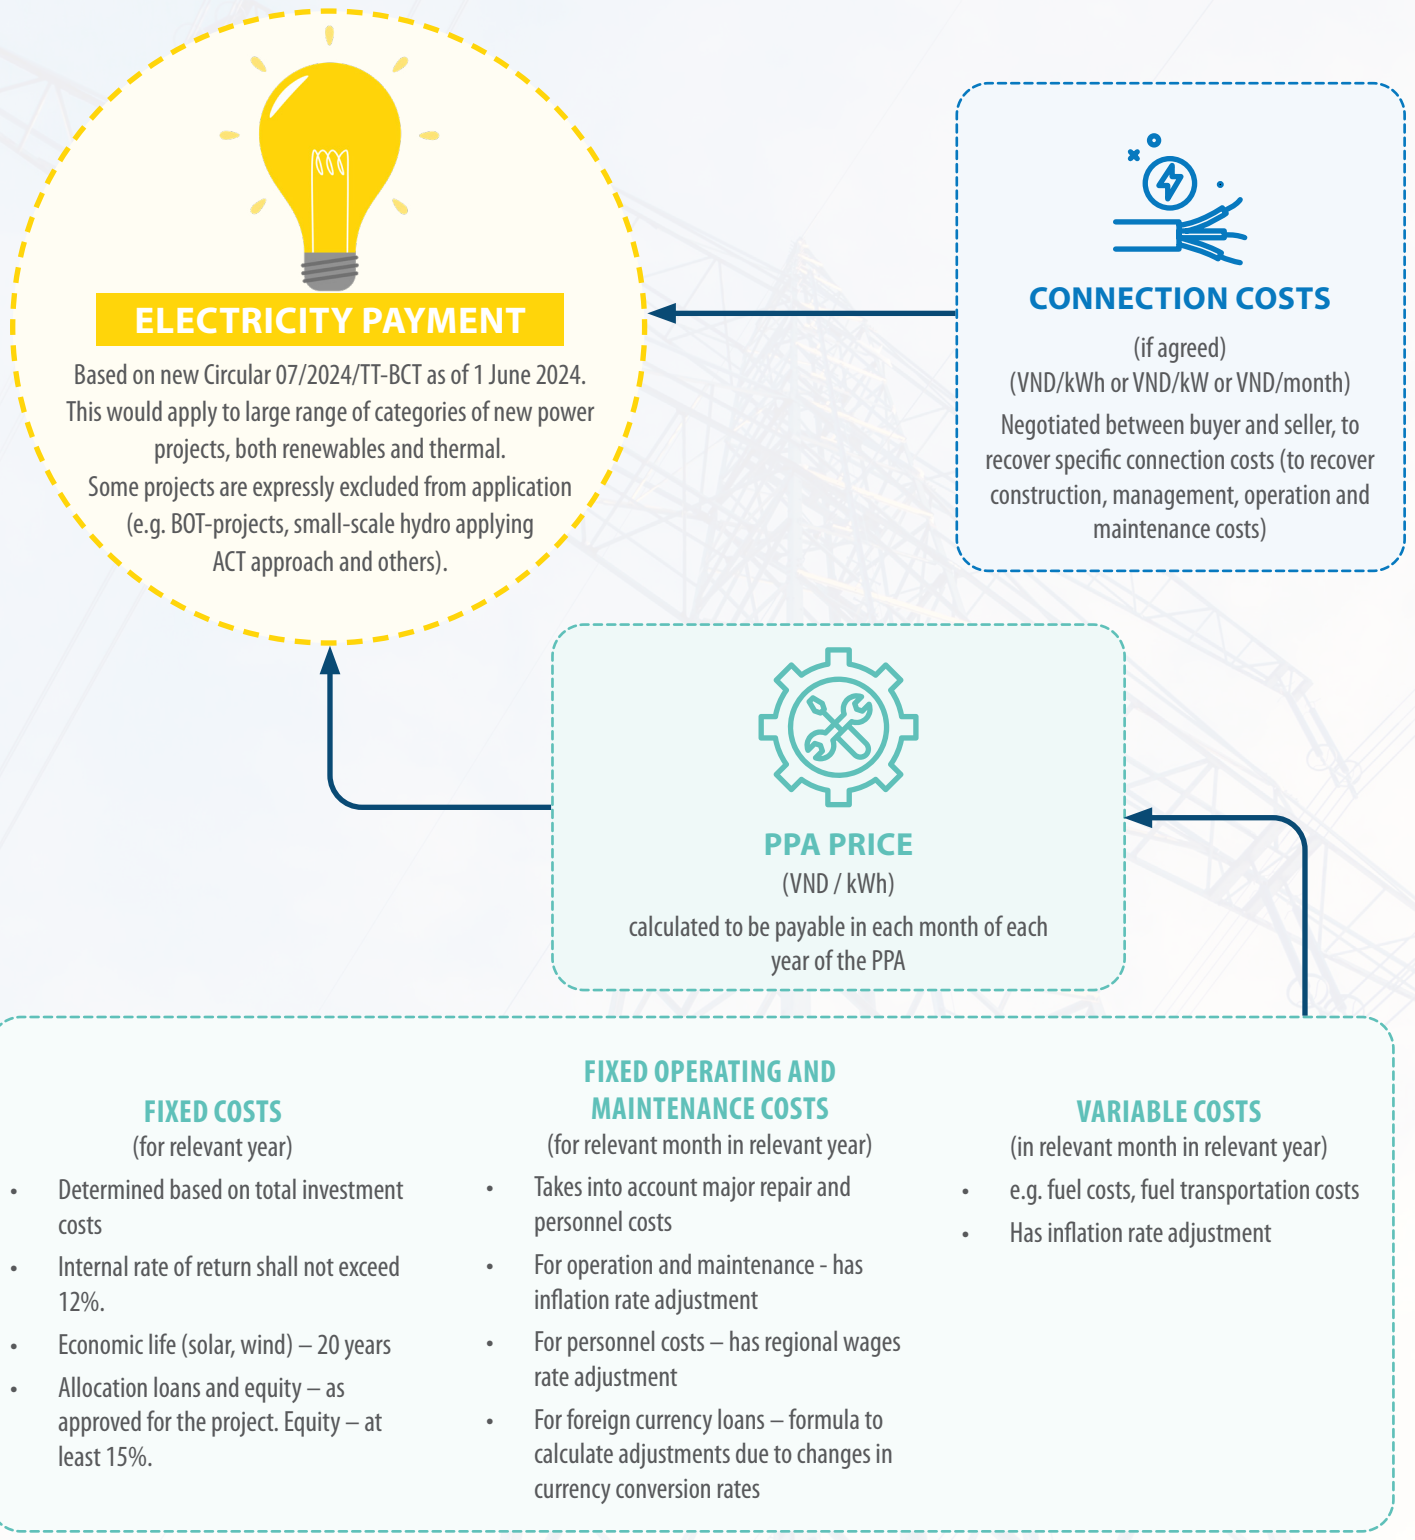 ELECTRICITY PAYMENT
Based on new Circular 07/2024/TT-BCT as of 1 June 2024.
This would apply to large range of categories of new power
projects, both renewables and thermal.
Some projects are expressly excluded from application
(e.g. BOT-projects, small-scale hydro applying
ACT approach and others).
CONNECTION COSTS
(if agreed)
(VND/kWh or VND/kW or VND/month)
Negotiated between buyer and seller, to
recover specific connection costs (to recover
construction, management, operation and
maintenance costs)
PPA PRICE
(VND / kWh)
calculated to be payable in each month of each
year of the PPA
FIXED COSTS
(for relevant year)
• Determined based on total investment
costs
• Internal rate of return shall not exceed
12%.
• Economic life (solar, wind) – 20 years
• Allocation loans and equity – as
approved for the project. Equity – at
least 15%.
FIXED OPERATING AND
MAINTENANCE COSTS
(for relevant month in relevant year)
• Takes into account major repair and
personnel costs
• For operation and maintenance - has
inflation rate adjustment
• For personnel costs – has regional wages
rate adjustment
• For foreign currency loans – formula to
calculate adjustments due to changes in
currency conversion rates
VARIABLE COSTS
(in relevant month in relevant year)
• e.g. fuel costs, fuel transportation costs
• Has inflation rate adjustment